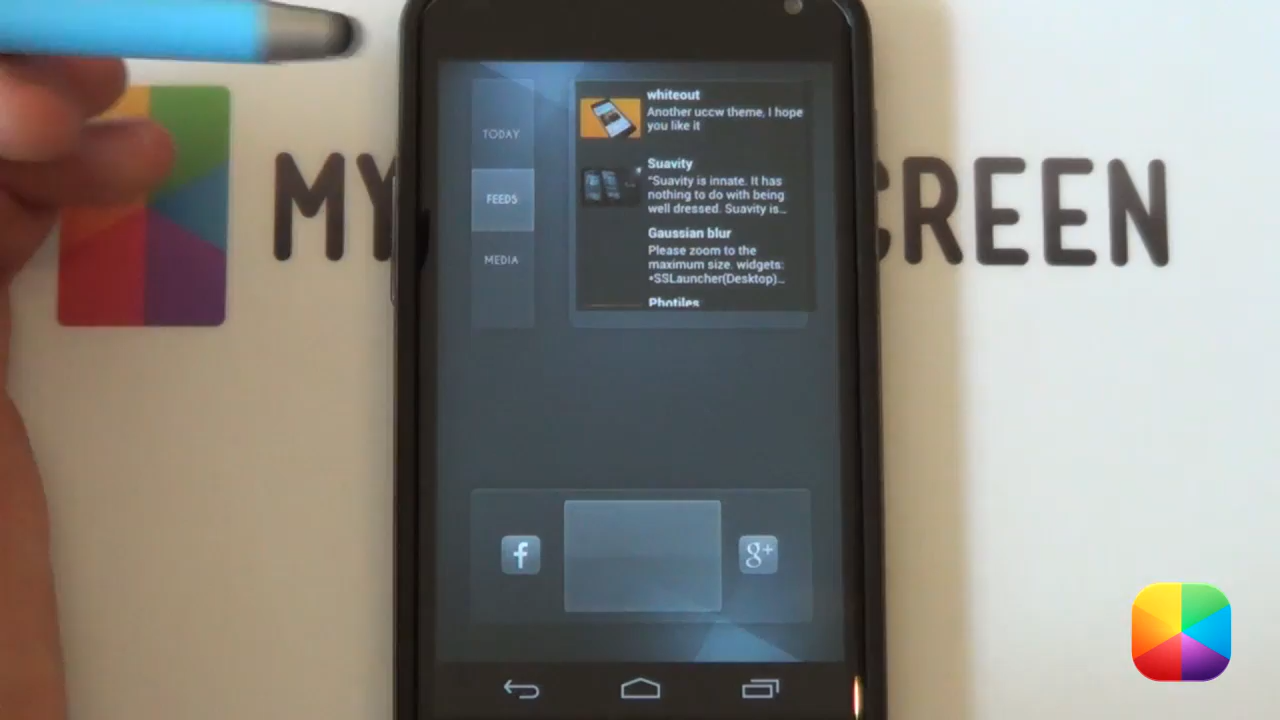 MY
CREEN
TODAY
FEEDS
MEDIA
whiteout
Another uccw theme, I hope
you like it
Suavity
"Suavity is innate. It has
nothing to do with being
well dressed. Suavity is...
Gaussian blur
Please zoom to the
maximum size. widgets:
•SSLauncher(Desktop)...
Photiles
f
g+